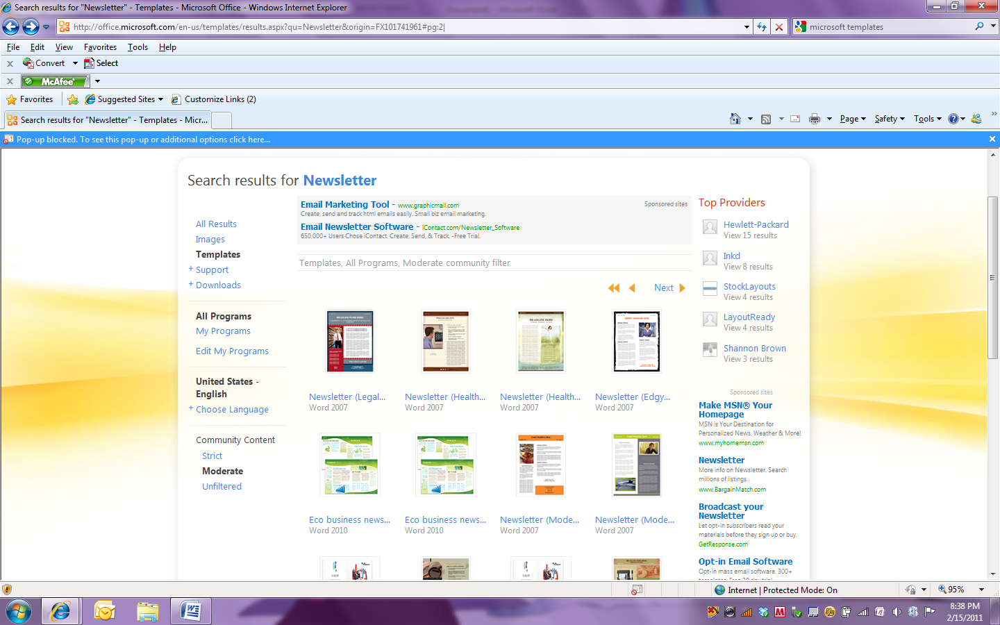 Search results for "Newsletter" - Templates - Microsoft Office - Windows Internet Explorer
http://office.microsoft.com/en-us/templates/results.aspx?qu=Newsletter&origin=FX101741961#pg:2|
microsoft templates
File Edit View Favorites Tools Help
x Convert Select
x McAfee
Favorites Suggested Sites Customize Links (2)
Search results for "Newsletter" - Templates - Micr...
Page Safety Tools
Pop-up blocked. To see this pop-up or additional options click here...
Search results for Newsletter
All Results
Images
Templates
+ Support
+ Downloads
All Programs
My Programs
Edit My Programs
United States -
English
+ Choose Language
Community Content
Strict
Moderate
Unfiltered
Email Marketing Tool - www.graphicmail.com
Sponsored sites
Create, send and track html emails easily. Small biz email marketing.
Email Newsletter Software - iContact.com/Newsletter_Software
650,000+ Users Chose iContact. Create, Send, & Track. -Free Trial.
Templates, All Programs, Moderate community filter
Next
Newsletter (Legal...
Word 2007
Newsletter (Health...
Word 2007
Newsletter (Health...
Word 2007
Newsletter (Edgy...
Word 2007
Eco business news...
Word 2010
Eco business news...
Word 2010
Newsletter (Mode...
Word 2007
Newsletter (Mode...
Word 2007
Top Providers
Hewlett-Packard
View 15 results
Inkd
View 8 results
StockLayouts
View 4 results
LayoutReady
View 4 results
Shannon Brown
View 3 results
Sponsored sites
Make MSN® Your
Homepage
MSN is Your Destination for
Personalized News, Weather & More!
www.myhomemsn.com
Newsletter
More info on Newsletter. Search
millions of listings.
www.BargainMatch.com
Broadcast your
Newsletter
Let opt-in subscribers read your
materials before they sign up or buy.
GetResponse.com
Opt-in Email Software
Opt-in mass email software. 300+
Internet | Protected Mode: On
95%
8:38 PM
2/15/2011